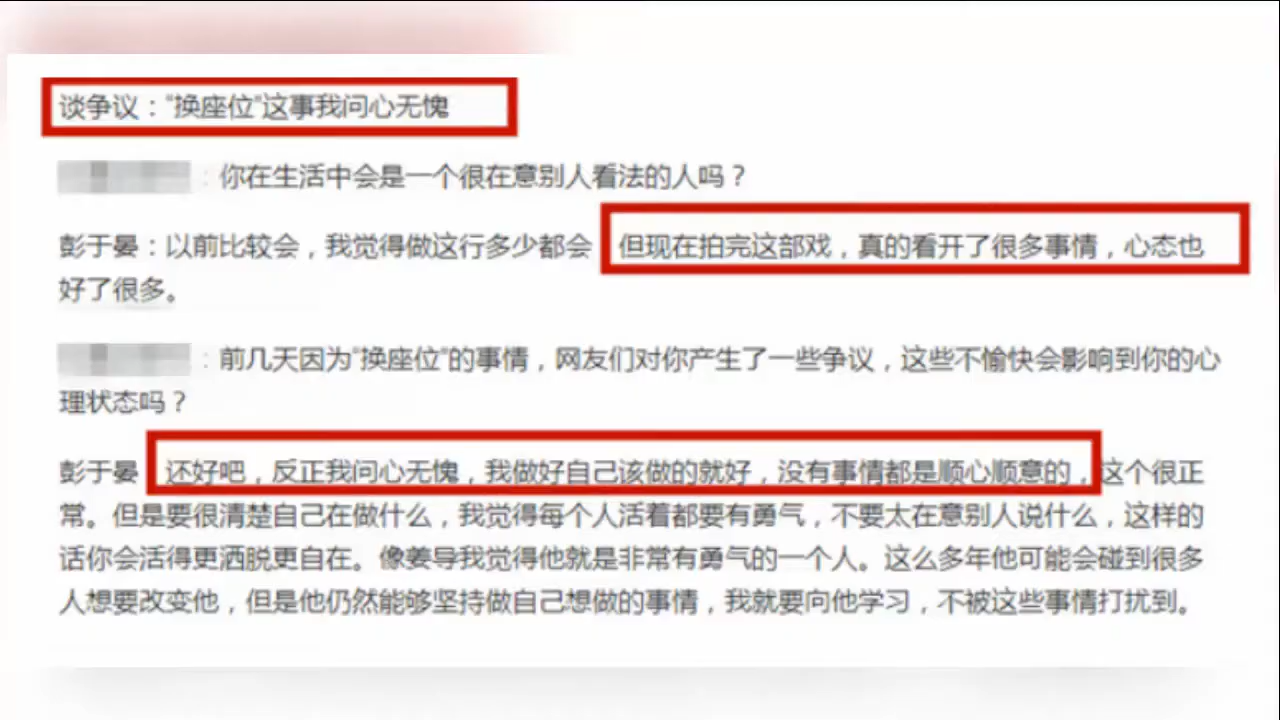 谈争议："换座位"这事我问心无愧
：你在生活中会是一个很在意别人看法的人吗？
彭于晏：以前比较会，我觉得做这行多少都会 但现在拍完这部戏，真的看开了很多事情，心态也
好了很多。
：前几天因为"换座位"的事情，网友们对你产生了一些争议，这些不愉快会影响到你的心
理状态吗？
彭于晏 还好吧，反正我问心无愧，我做好自己该做的就好，没有事情都是顺心顺意的，这个很正
常。但是要很清楚自己在做什么，我觉得每个人活着都要有勇气，不要太在意别人说什么，这样的
话你会活得更洒脱更自在。像姜导我觉得他就是非常有勇气的一个人。这么多年他可能会碰到很多
人想要改变他，但是他仍然能够坚持做自己想做的事情，我就要向他学习，不被这些事情打扰到。